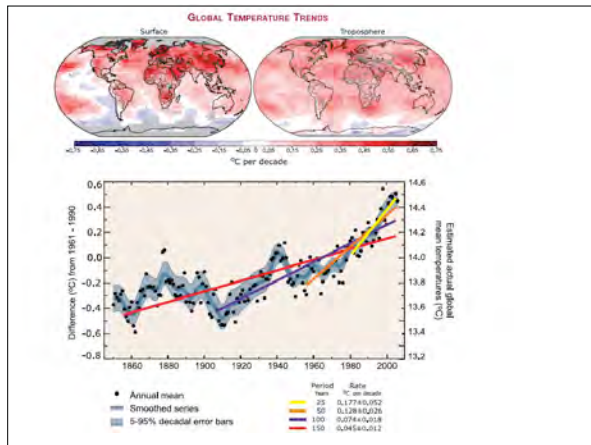 GLOBAL TEMPERATURE TRENDS
Surface Troposphere
-0,75 -0,65 -0,55 -0,45 -0,35 -0,25 -0,15 0 0,15 0,25 0,35 0,45 0,55 0,65 0,75
ºC per decade
Difference (ºC) from 1961 - 1990
0,6
0,4
0,2
0.0
-0.2
-0.4
-0.6
-0.8
14,6
14,4
14,2
14,0
13,8
13,6
13,4
13,2
Estimated actual global
mean temperatures (ºC)
1860 1880 1900 1920 1940 1960 1980 2000
Annual mean
Smoothed series
5-95% decadal error bars
Period Rate
Years ºC per decade
25 0,177±0,052
50 0,128±0,026
100 0,074±0,018
150 0,045±0,012